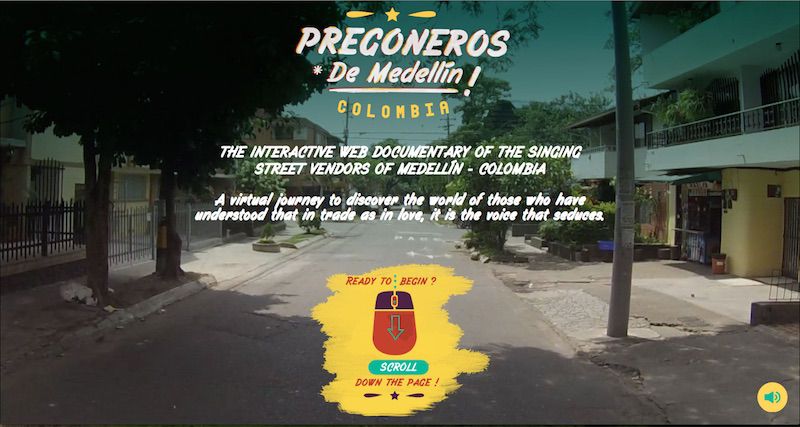 PREGONEROS
* De Medellín !
COLOMBIA
THE INTERACTIVE WEB DOCUMENTARY OF THE SINGING
STREET VENDORS OF MEDELLÍN - COLOMBIA
A virtual journey to discover the world of those who have
understood that in trade as in love, it is the voice that seduces.
READY TO BEGIN ?
SCROLL
DOWN THE PAGE !